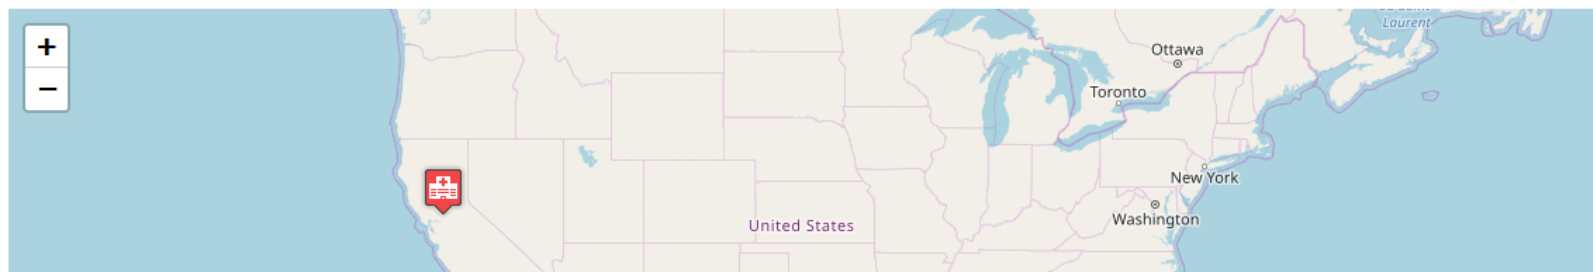 +
−
Laurent
Ottawa
Toronto
New York
Washington
United States